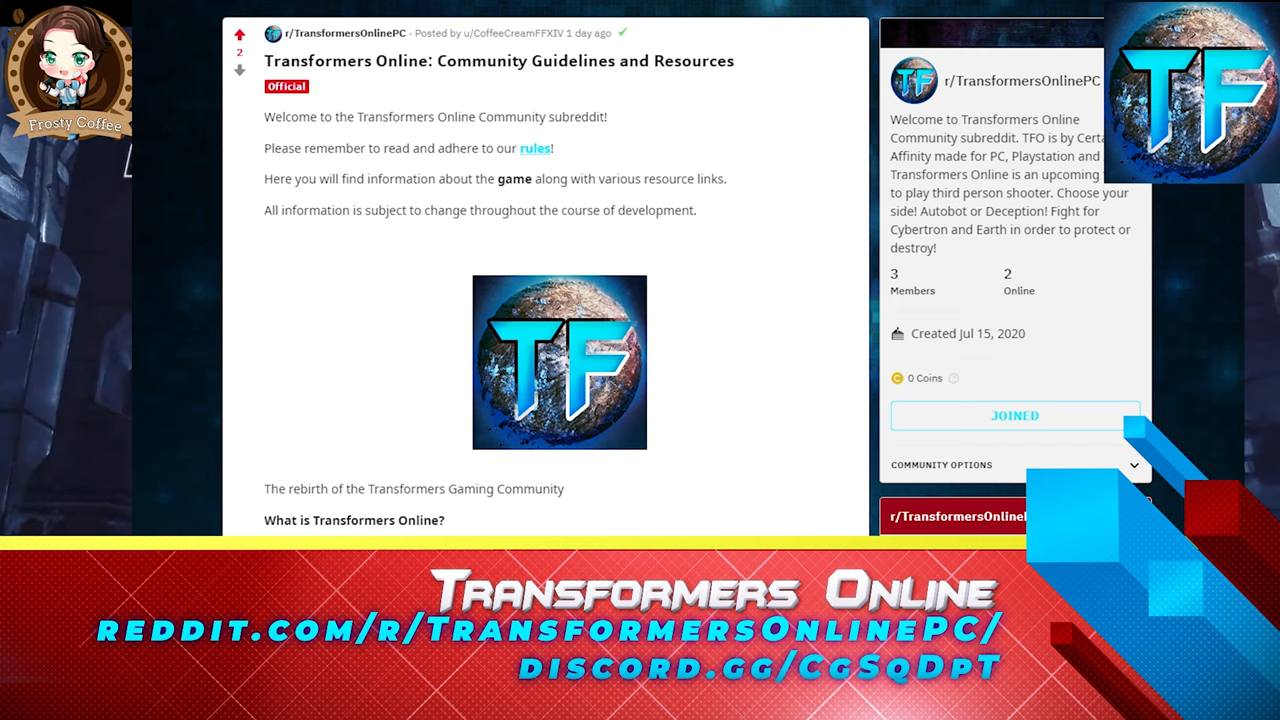 Frosty Coffee
2
r/TransformersOnlinePC · Posted by u/CoffeeCreamFFXIV 1 day ago
Transformers Online: Community Guidelines and Resources
Official
Welcome to the Transformers Online Community subreddit!
Please remember to read and adhere to our rules!
Here you will find information about the game along with various resource links.
All information is subject to change throughout the course of development.
TF
The rebirth of the Transformers Gaming Community
What is Transformers Online?
TF
r/TransformersOnlinePC
TF
Welcome to Transformers Online
Community subreddit. TFO is by Certa
Affinity made for PC, Playstation and
Transformers Online is an upcoming
to play third person shooter. Choose your
side! Autobot or Deception! Fight for
Cybertron and Earth in order to protect or
destroy!
3 2
Members Online
Created Jul 15, 2020
0 Coins
JOINED
COMMUNITY OPTIONS
r/TransformersOnline
Transformers Online
reddit.com/r/TransformersOnlinePC/
discord.gg/CgSqDpT